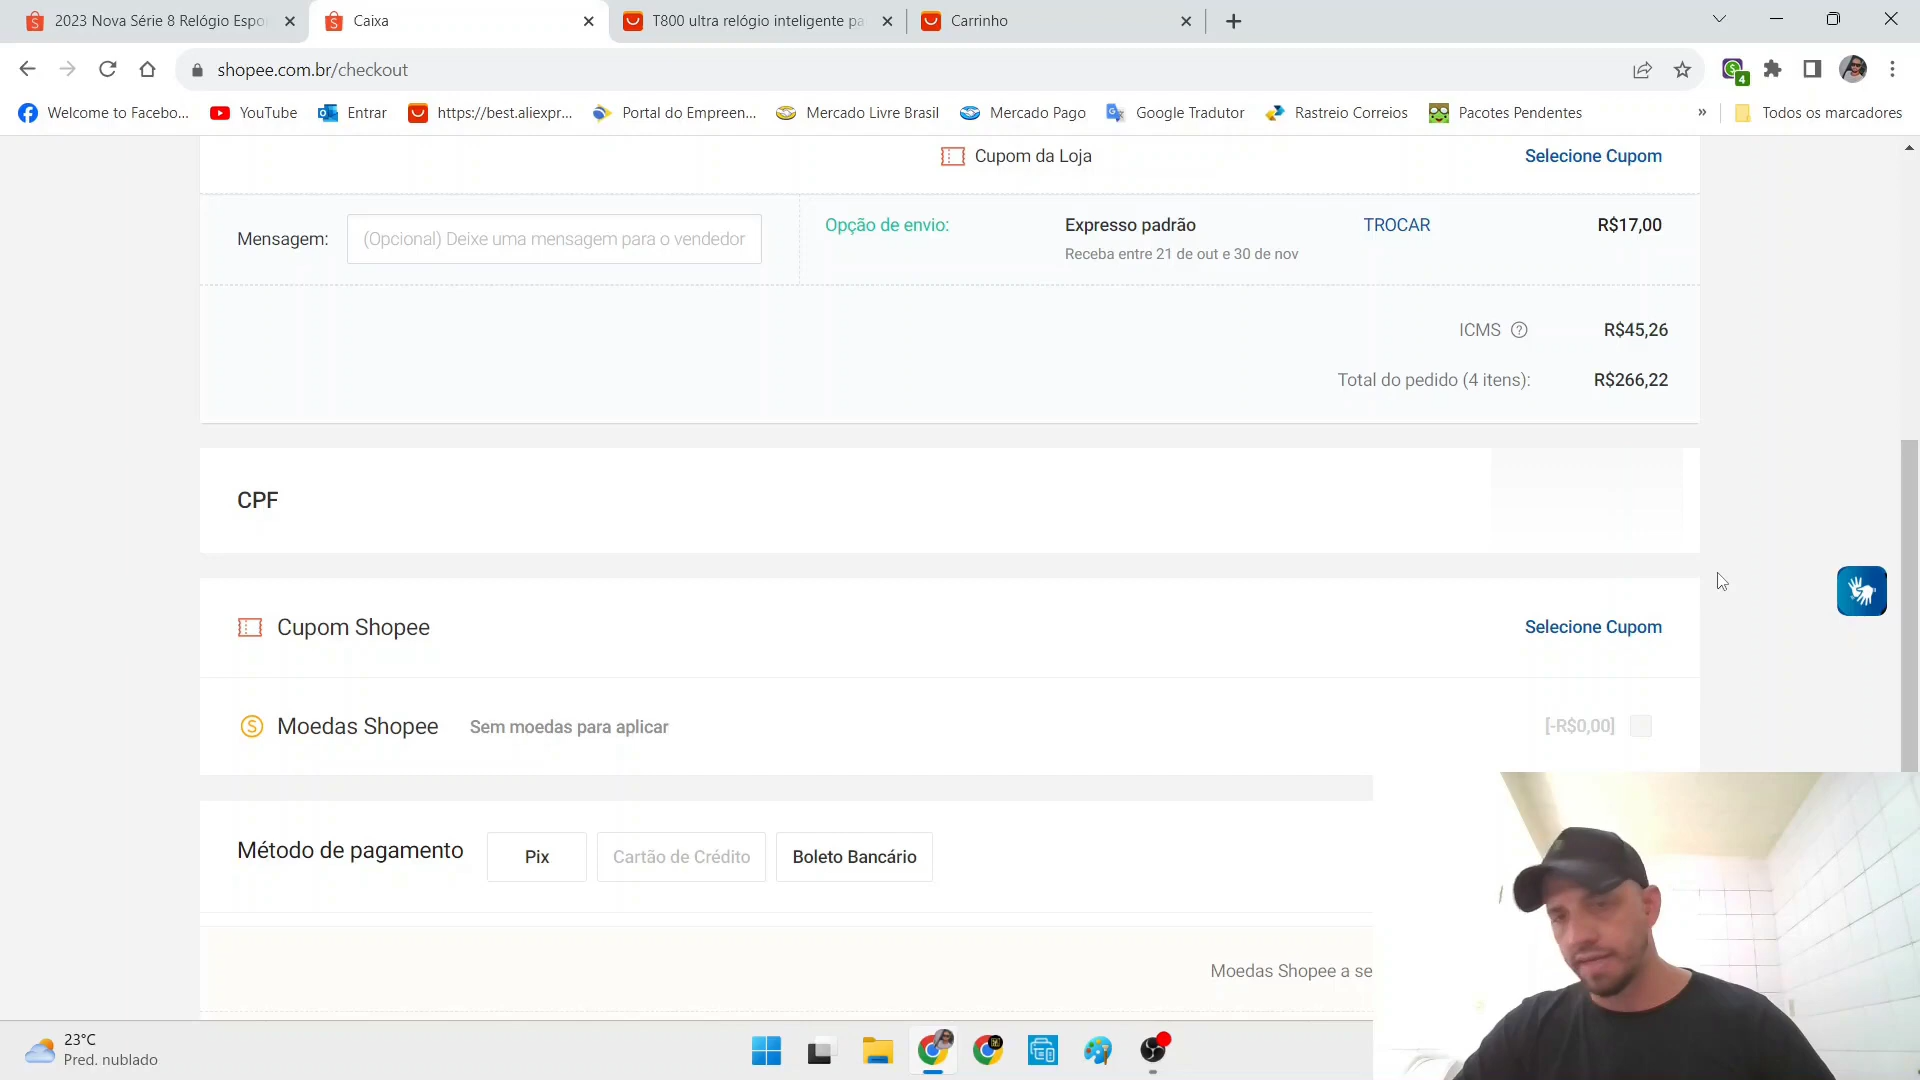 2023 Nova Série 8 Relógio Espo
Caixa
T800 ultra relógio inteligente pa
Carrinho
shopee.com.br/checkout
4
Welcome to Facebo...
YouTube
Entrar
https://best.aliexpr...
Portal do Empreen...
Mercado Livre Brasil
Mercado Pago
Google Tradutor
Rastreio Correios
Pacotes Pendentes
»
Todos os marcadores
Cupom da Loja
Selecione Cupom
Mensagem:
(Opcional) Deixe uma mensagem para o vendedor
Opção de envio:
Expresso padrão
TROCAR
R$17,00
Receba entre 21 de out e 30 de nov
ICMS
R$45,26
Total do pedido (4 itens):
R$266,22
CPF
Cupom Shopee
Selecione Cupom
Moedas Shopee
Sem moedas para aplicar
[-R$0,00]
Método de pagamento
Pix
Cartão de Crédito
Boleto Bancário
Moedas Shopee a se
23°C
Pred. nublado